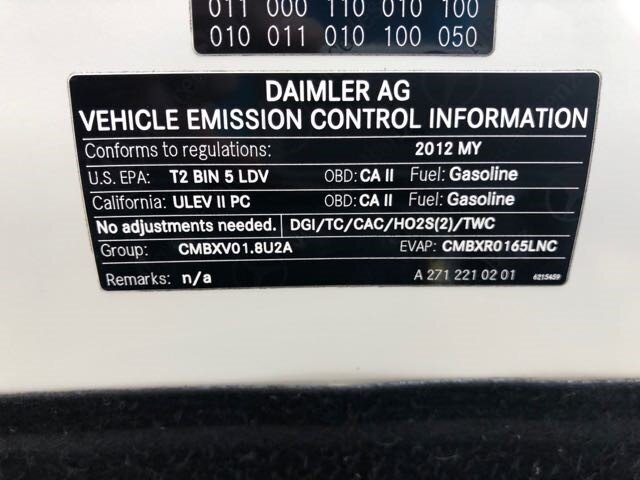 011 000 110 010 100
010 011 010 100 050
DAIMLER AG
VEHICLE EMISSION CONTROL INFORMATION
Conforms to regulations: 2012 MY
U.S. EPA: T2 BIN 5 LDV OBD: CA II Fuel: Gasoline
California: ULEV II PC OBD: CA II Fuel: Gasoline
No adjustments needed. DGI/TC/CAC/HO2S(2)/TWC
Group: CMBXV01.8U2A EVAP: CMBXR0165LNC
Remarks: n/a A 271 221 02 01 6215459